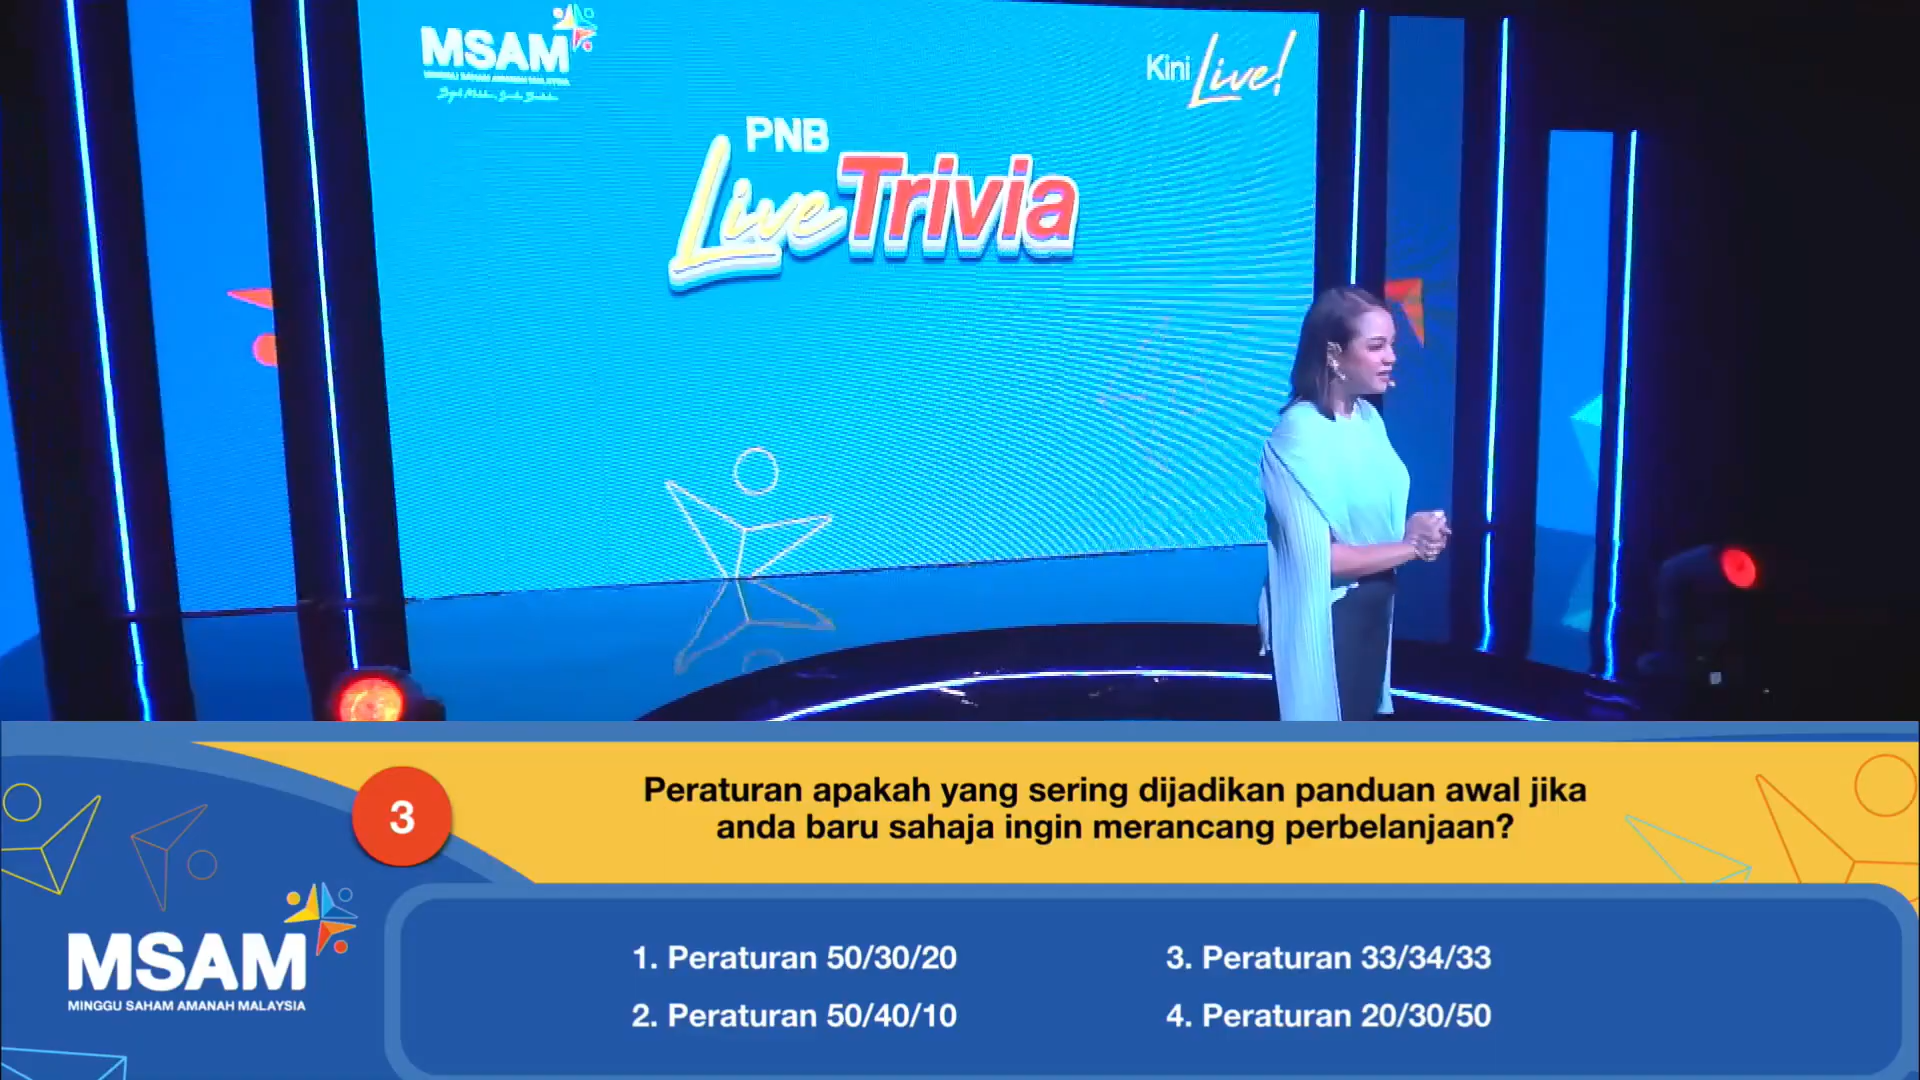 MSAM
Kini Live!
PNB
Live Trivia
3
Peraturan apakah yang sering dijadikan panduan awal jika
anda baru sahaja ingin merancang perbelanjaan?
MSAM
MINGGU SAHAM AMANAH MALAYSIA
1. Peraturan 50/30/20
2. Peraturan 50/40/10
3. Peraturan 33/34/33
4. Peraturan 20/30/50